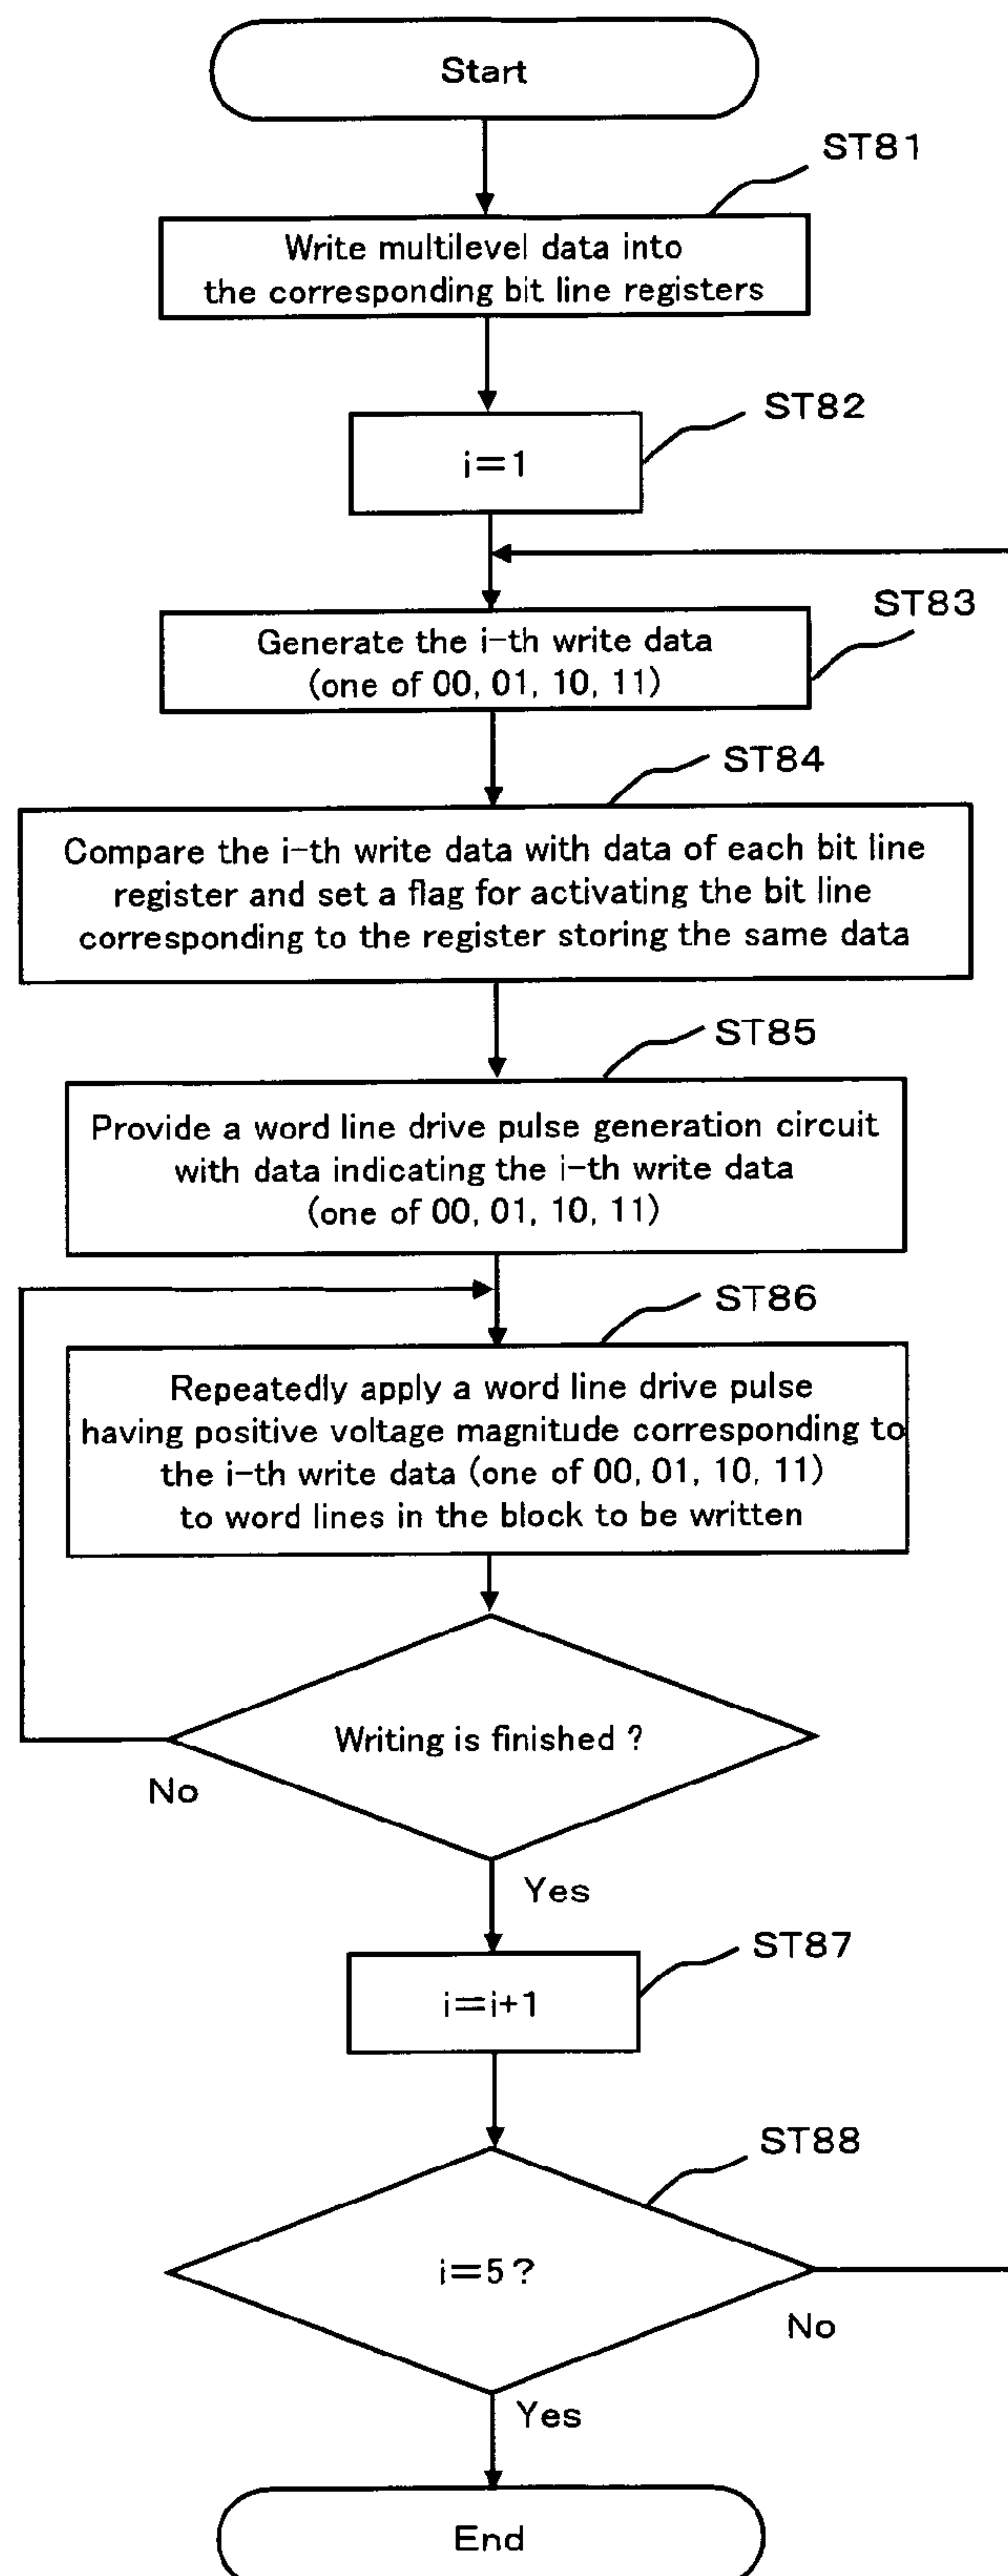 Start
ST81
Write multilevel data into
the corresponding bit line registers
ST82
i=1
ST83
Generate the i-th write data
(one of 00, 01, 10, 11)
ST84
Compare the i-th write data with data of each bit line
register and set a flag for activating the bit line
corresponding to the register storing the same data
ST85
Provide a word line drive pulse generation circuit
with data indicating the i-th write data
(one of 00, 01, 10, 11)
ST86
Repeatedly apply a word line drive pulse
having positive voltage magnitude corresponding to
the i-th write data (one of 00, 01, 10, 11)
to word lines in the block to be written
Writing is finished ?
No
Yes
ST87
i=i+1
ST88
i=5?
No
Yes
End